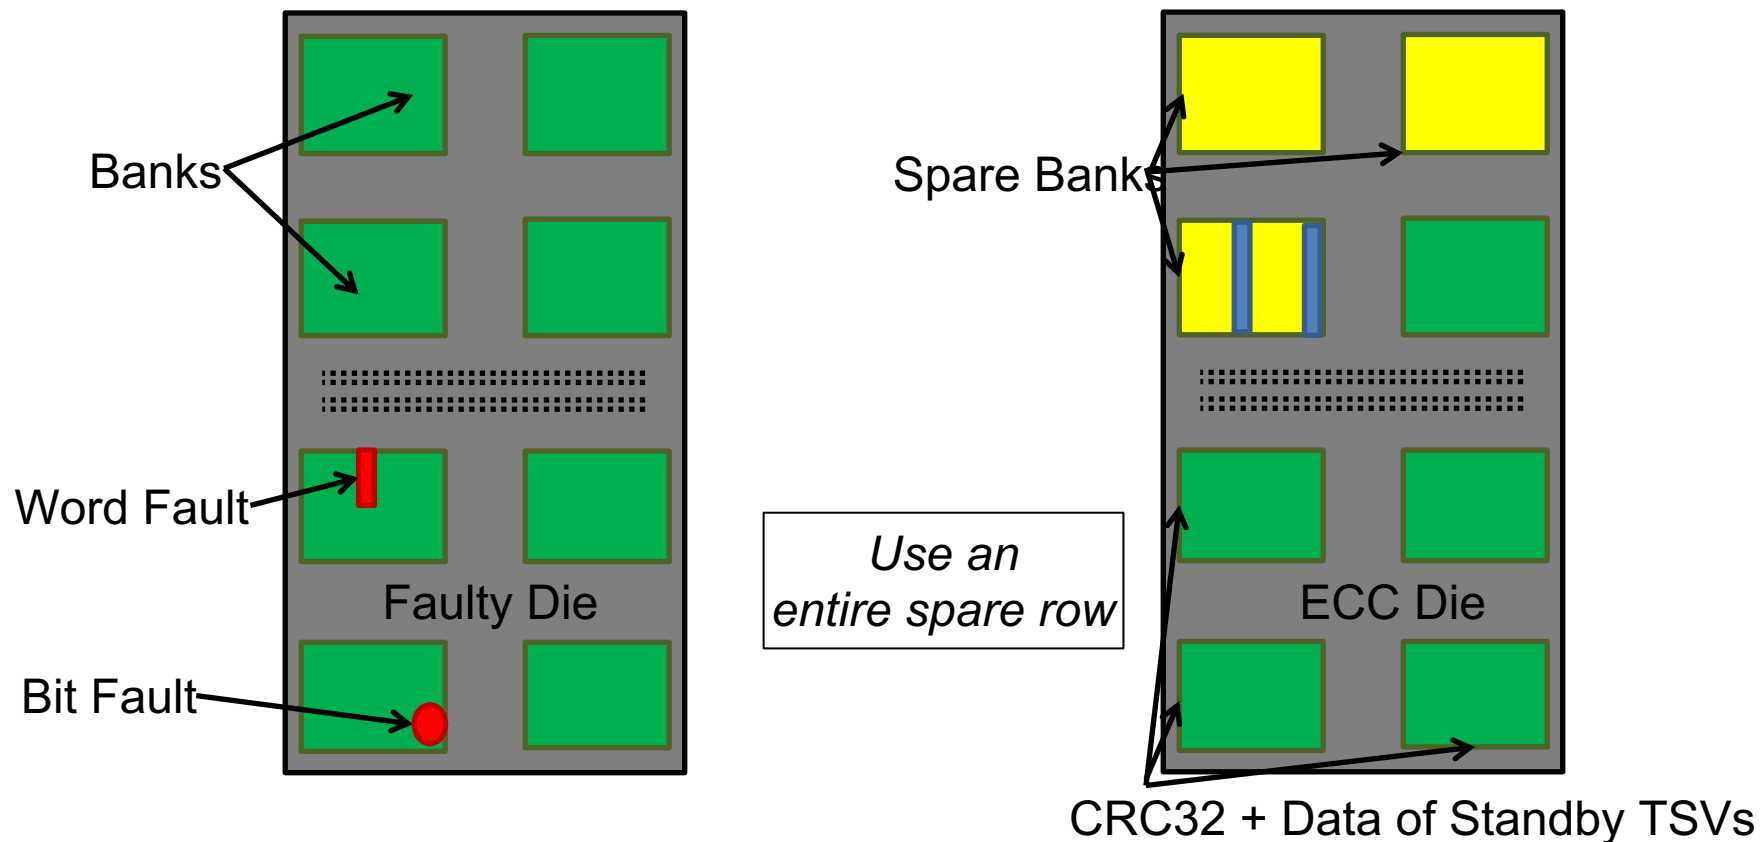 Banks
Spare Banks
Word Fault
Use an
entire spare row
Faulty Die
ECC Die
Bit Fault
CRC32 + Data of Standby TSVs